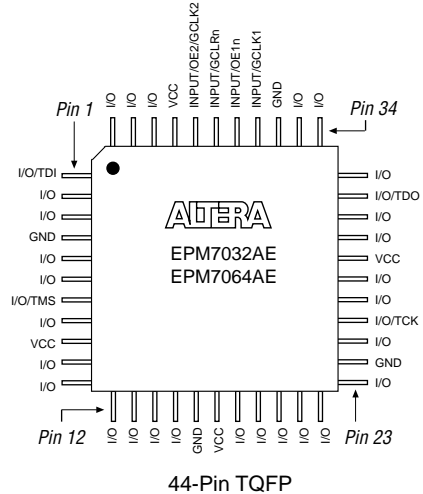 I/O
I/O
I/O
VCC
INPUT/OE2/GCLK2
INPUT/GCLRn
INPUT/OE1n
INPUT/GCLK1
GND
I/O
I/O
Pin 1
Pin 34
I/O/TDI
I/O
I/O
GND
I/O
I/O
I/O/TMS
I/O
VCC
I/O
I/O
ALTERA
EPM7032AE
EPM7064AE
I/O
I/O/TDO
I/O
I/O
VCC
I/O
I/O
I/O/TCK
I/O
GND
I/O
Pin 12
Pin 23
I/O
I/O
I/O
I/O
GND
VCC
I/O
I/O
I/O
I/O
I/O
44-Pin TQFP